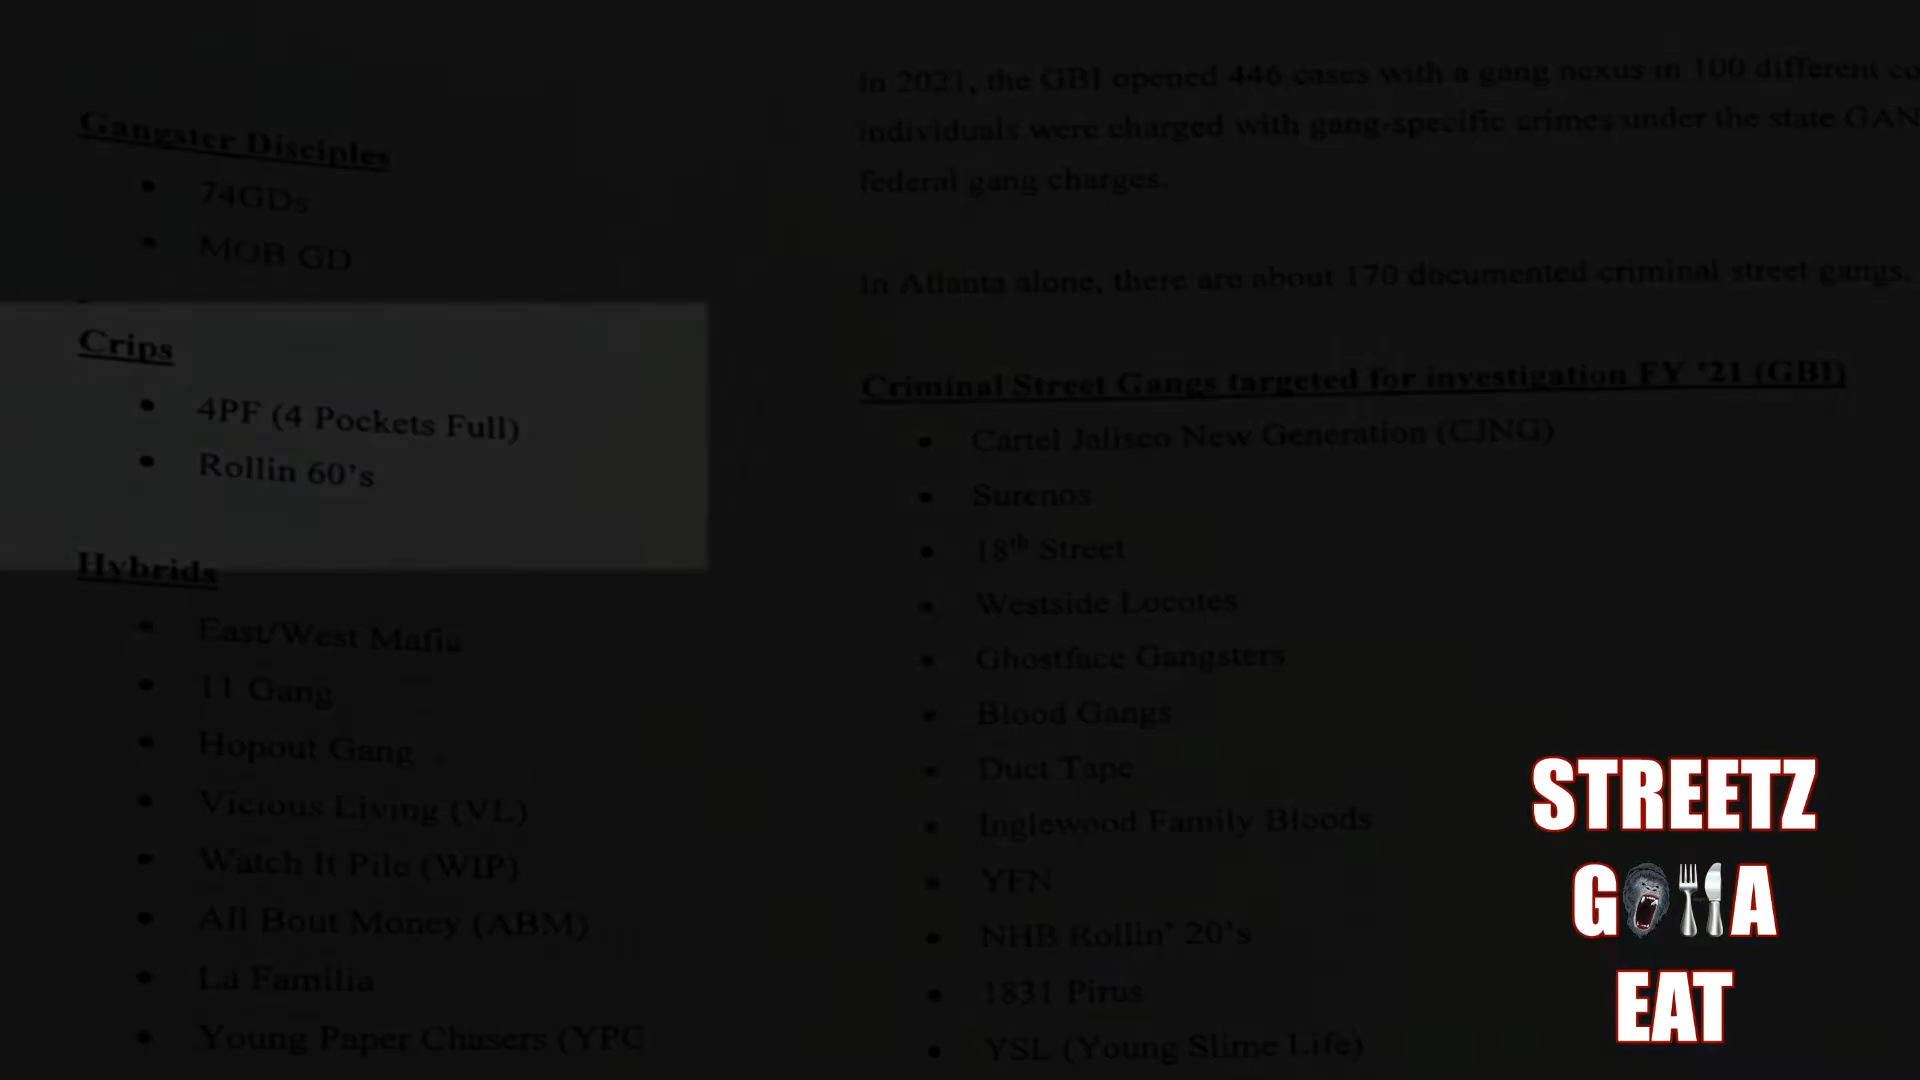 Gangster Disciples
74GDs
MOB GD
Crips
4PF (4 Pockets Full)
Rollin 60's
Hybrids
East/West Mafia
11 Gang
Hopout Gang
Vicious Living (VL)
Watch It Pile (WIP)
All Bout Money (ABM)
La Familia
Young Paper Chasers (YPC
In 2021, the GBI opened 446 cases with a gang nexus in 100 different co
individuals were charged with gang-specific crimes under the state GAN
federal gang charges.
In Atlanta alone, there are about 170 documented criminal street gangs.
Criminal Street Gangs targeted for investigation FY '21 (GBI)
Cartel Jalisco New Generation (CJNG)
Surenos
18th Street
Westside Locotes
Ghostface Gangsters
Blood Gangs
Duct Tape
Inglewood Family Bloods
YFN
NHB Rollin' 20's
1831 Pirus
YSL (Young Slime Life)
STREETZ
GOTTA
EAT